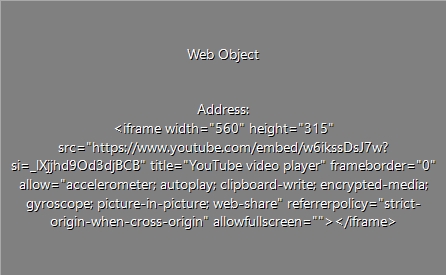 Web Object
Address:
<iframe width="560" height="315"
src="https://www.youtube.com/embed/w6ikssDsJ7w?
si=_lXjjhd9Od3djBCB" title="YouTube video player" frameborder="0"
allow="accelerometer; autoplay; clipboard-write; encrypted-media;
gyroscope; picture-in-picture; web-share" referrerpolicy="strict-
origin-when-cross-origin" allowfullscreen=""></iframe>